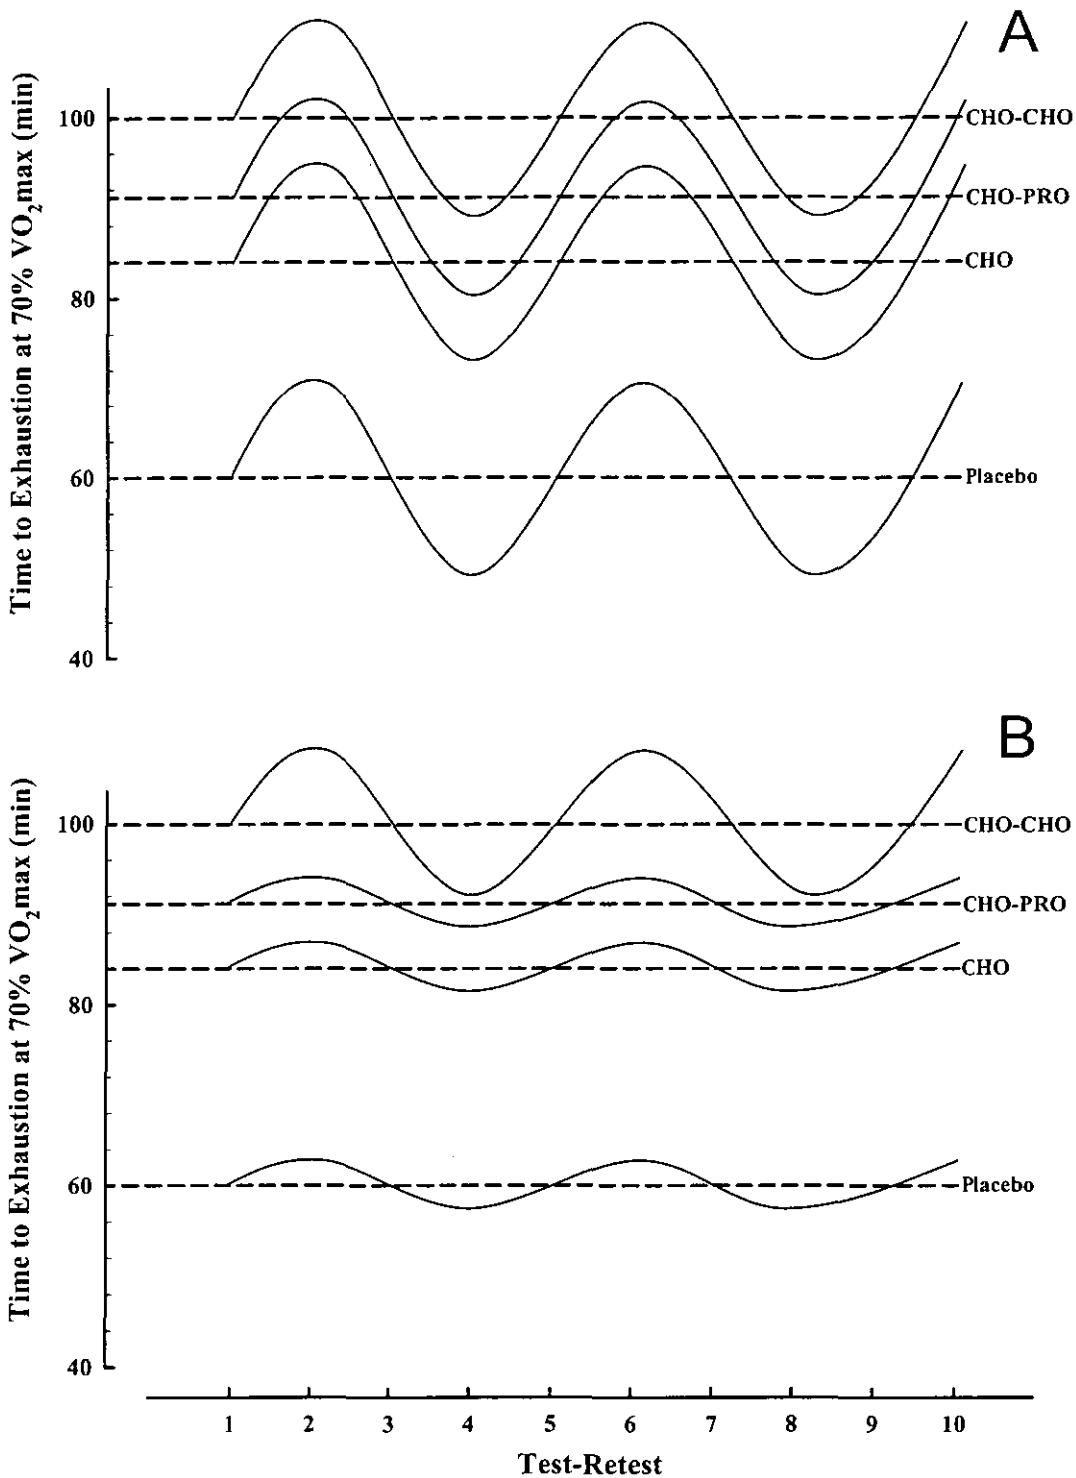 A
Time to Exhaustion at 70% VO₂max (min)
100
80
60
40
CHO-CHO
CHO-PRO
CHO
Placebo
B
Time to Exhaustion at 70% VO₂max (min)
100
80
60
40
CHO-CHO
CHO-PRO
CHO
Placebo
1 2 3 4 5 6 7 8 9 10
Test-Retest